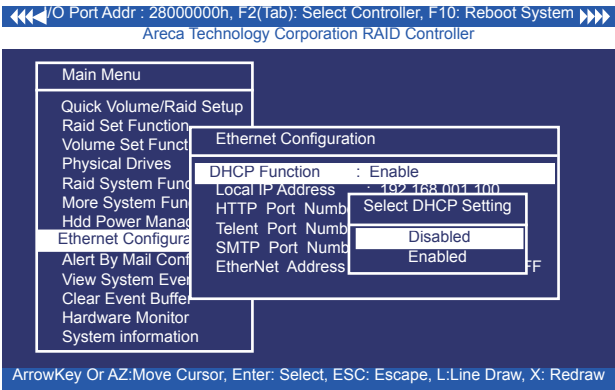 I/O Port Addr : 28000000h, F2(Tab): Select Controller, F10: Reboot System
Areca Technology Corporation RAID Controller
Main Menu
Quick Volume/Raid Setup
Raid Set Function
Volume Set Funct
Physical Drives
Raid System Func
More System Fun
Hdd Power Manag
Ethernet Configura
Alert By Mail Conf
View System Even
Clear Event Buffer
Hardware Monitor
System information
Ethernet Configuration
DHCP Function : Enable
Local IP Address : 192.168.001.100
HTTP Port Numb
Telent Port Numb
SMTP Port Numb
EtherNet Address FF
Select DHCP Setting
Disabled
Enabled
ArrowKey Or AZ:Move Cursor, Enter: Select, ESC: Escape, L:Line Draw, X: Redraw